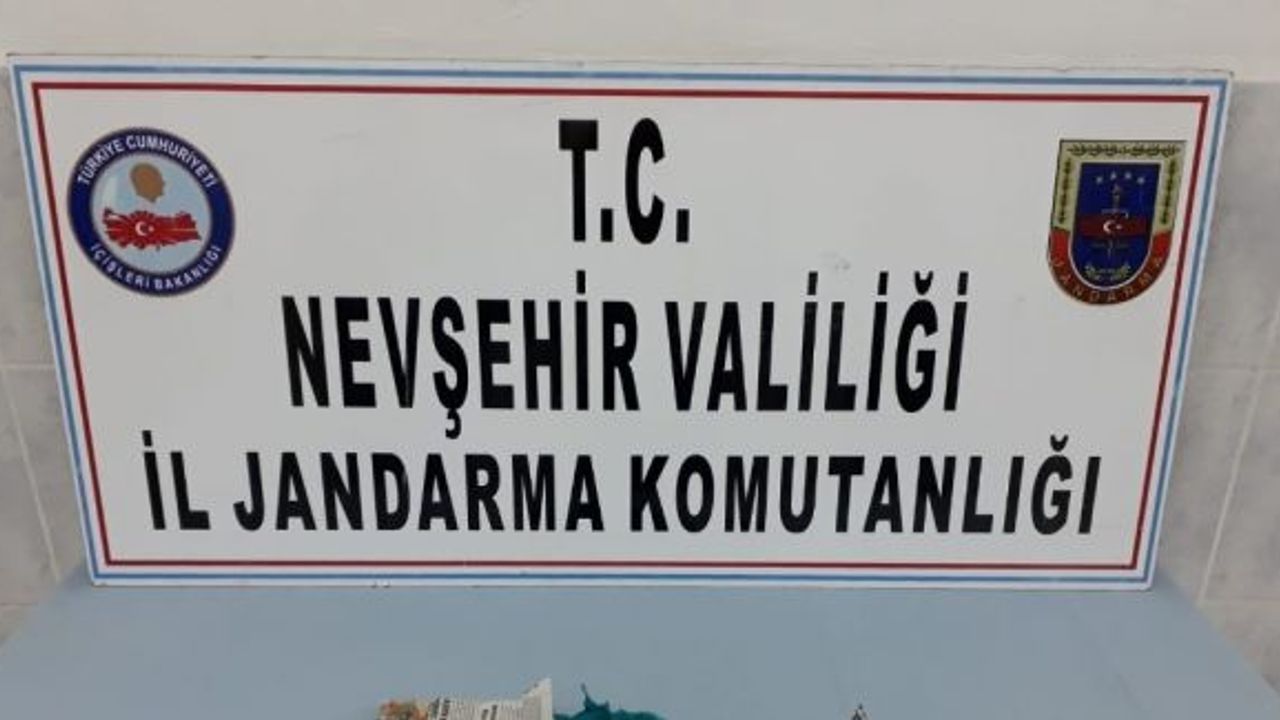 T.C.
NEVŞEHİR VALİLİĞİ
İL JANDARMA KOMUTANLIĞI
TÜRKİYE CUMHURİYETİ
İÇİŞLERİ BAKANLIĞI
JANDARMA